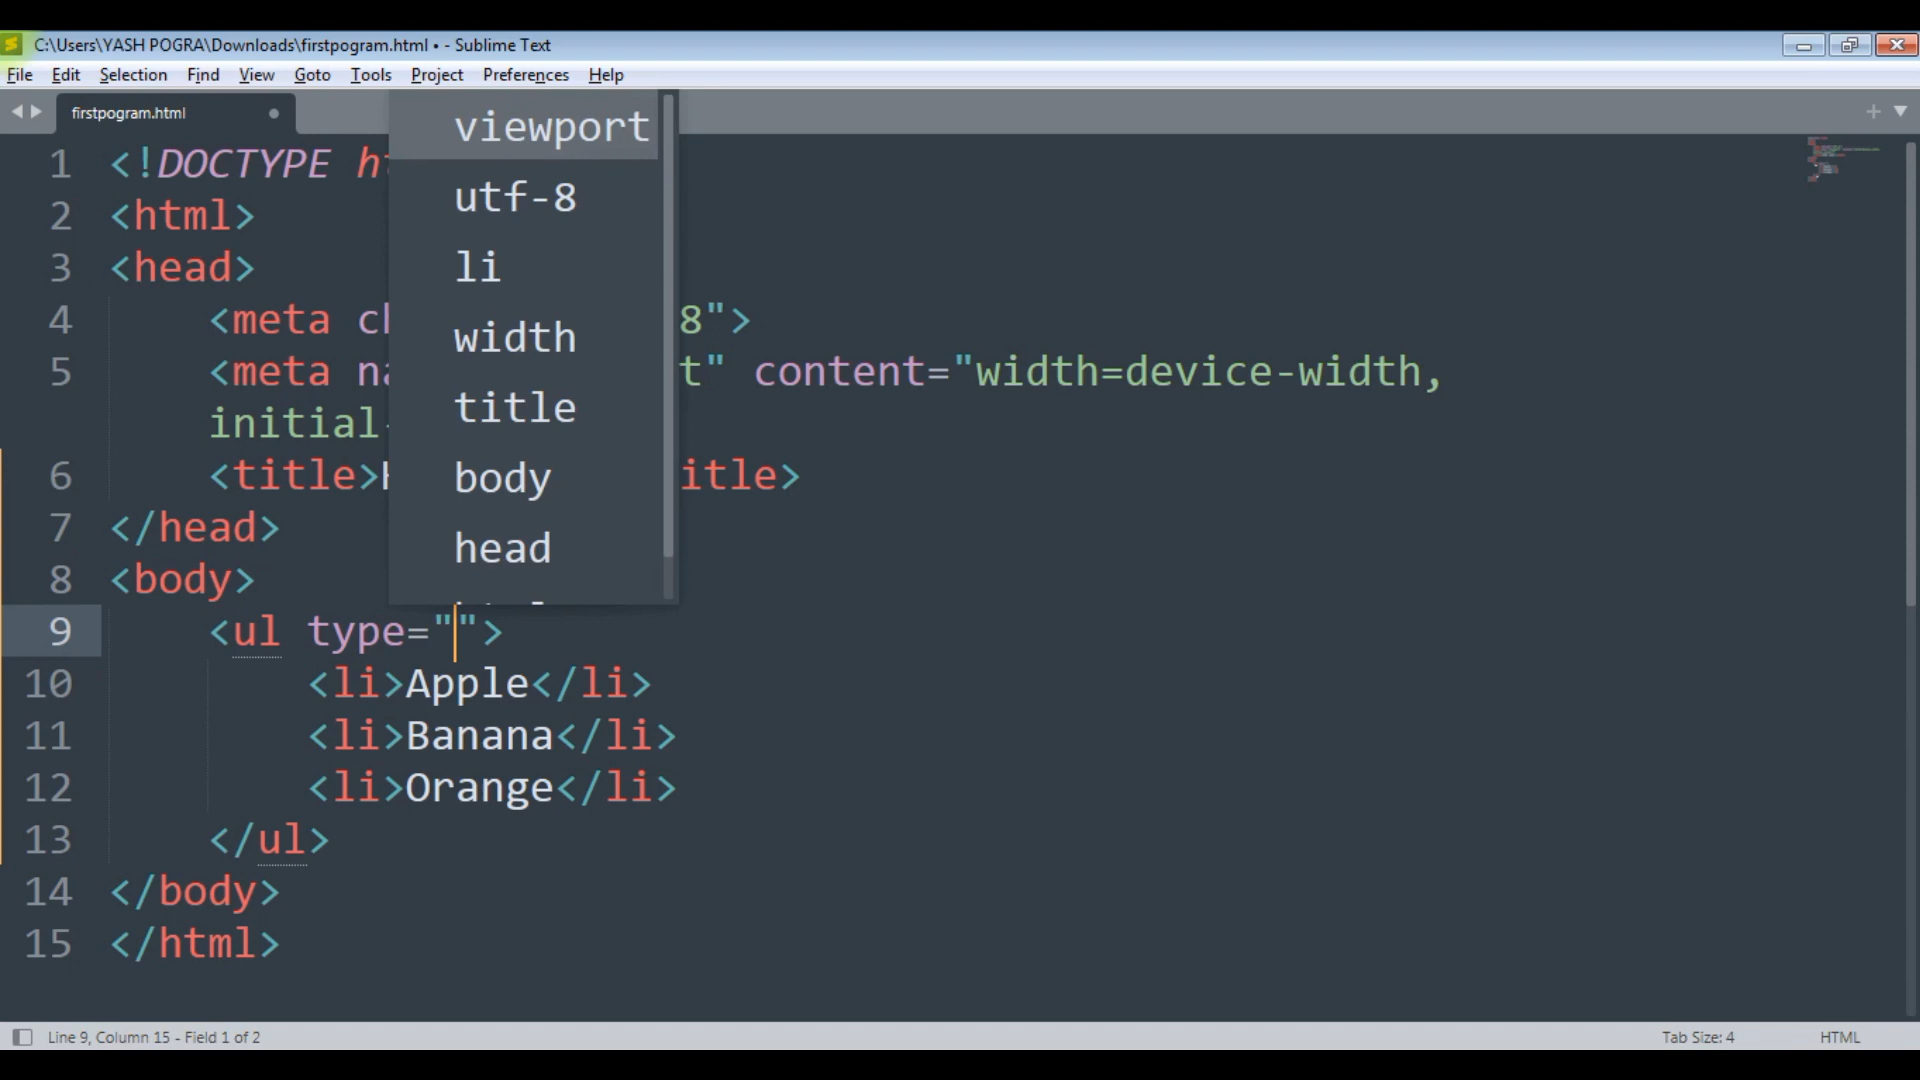 C:\Users\YASH POGRA\Downloads\firstpogram.html • - Sublime Text
File Edit Selection Find View Goto Tools Project Preferences Help
firstpogram.html
viewport
utf-8
li
width
title
body
head
1 <!DOCTYPE
2 <html>
3 <head>
4 <meta 8">
5 <meta t" content="width=device-width,
initial
6 <title> itle>
7 </head>
8 <body>
9 <ul type="">
10 <li>Apple</li>
11 <li>Banana</li>
12 <li>Orange</li>
13 </ul>
14 </body>
15 </html>
Line 9, Column 15 - Field 1 of 2
Tab Size: 4
HTML